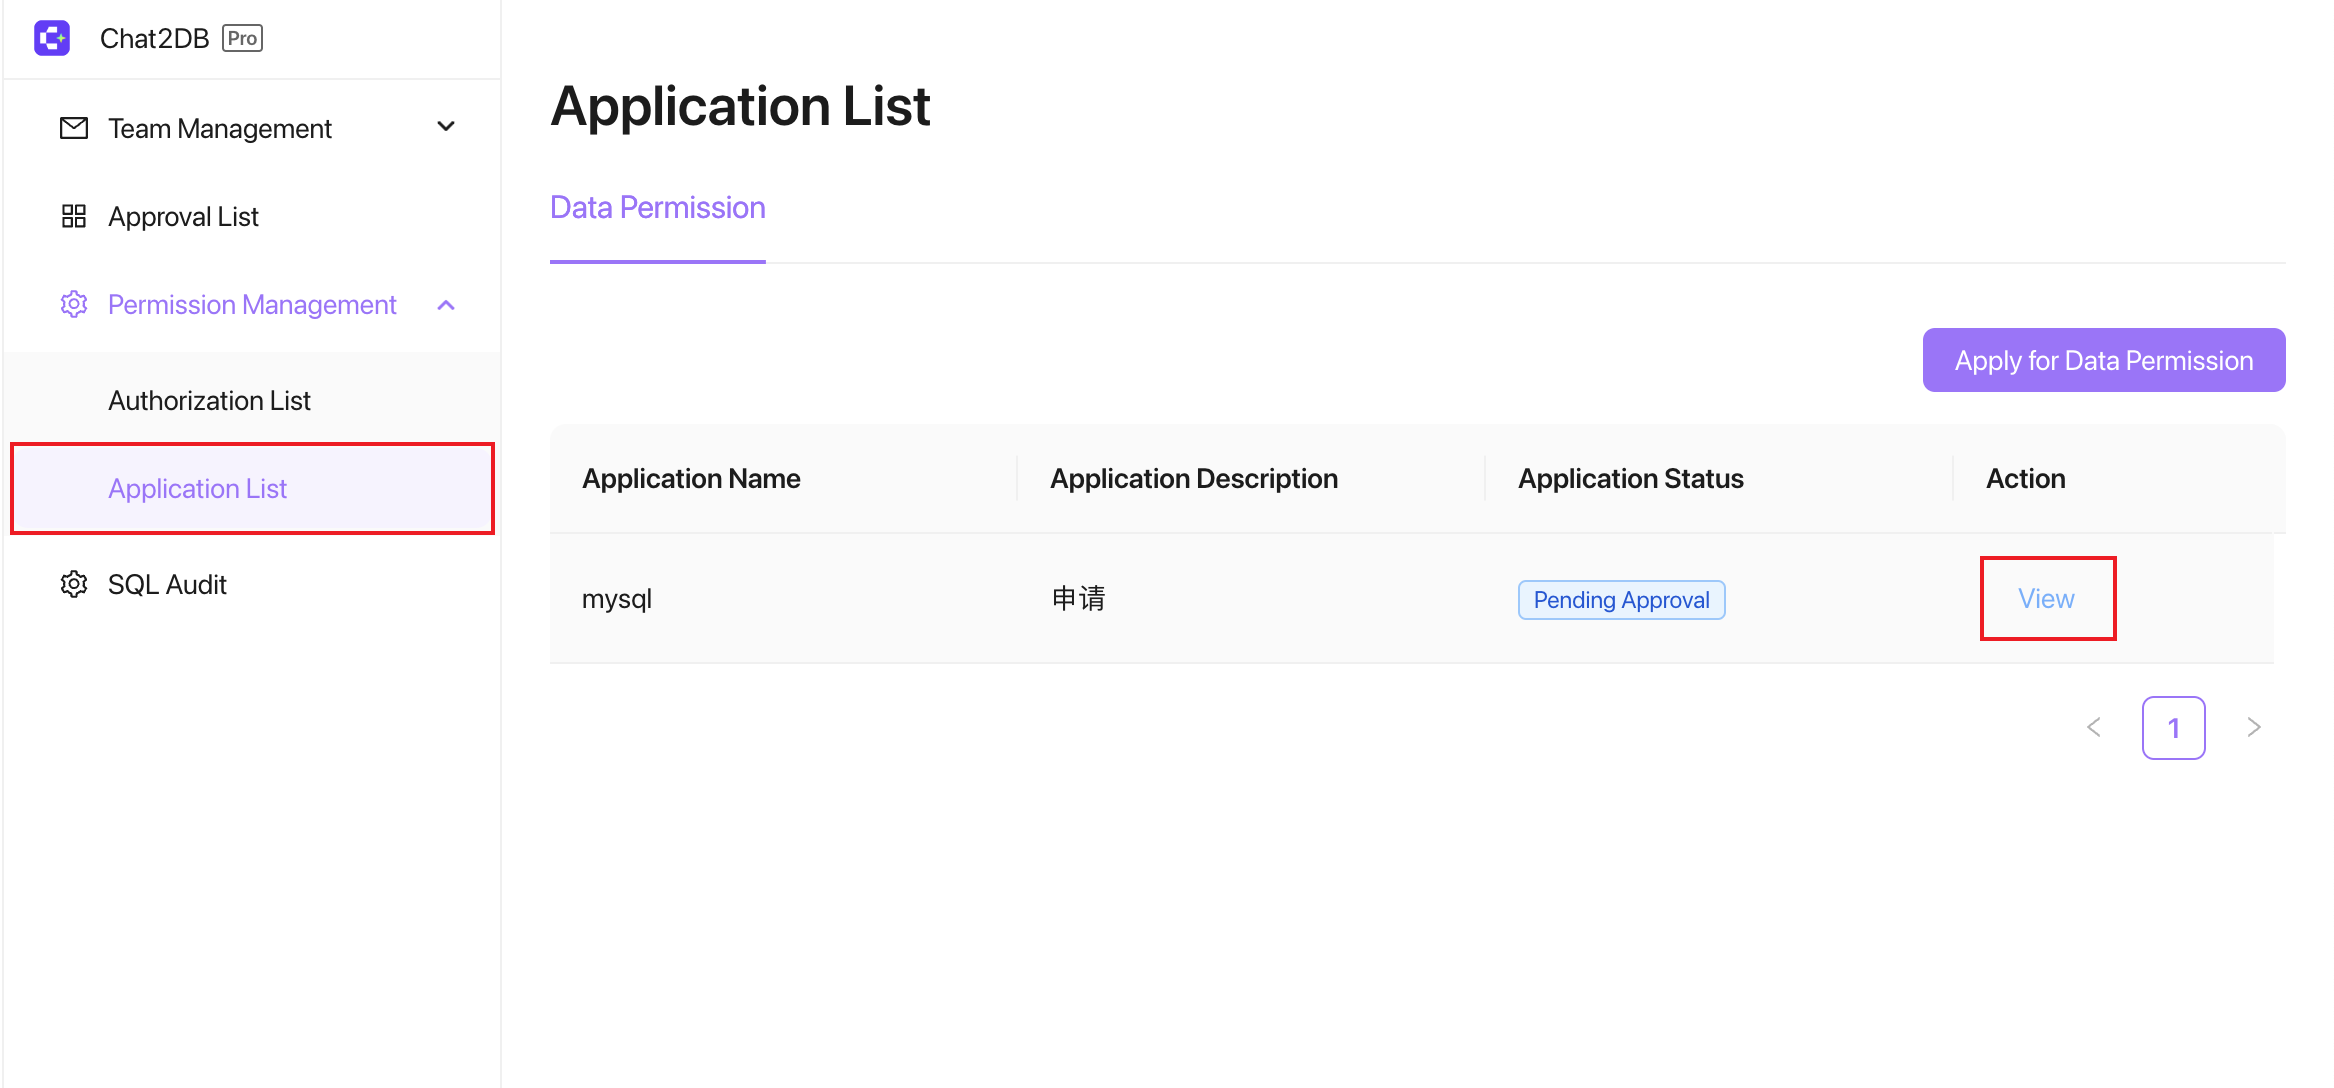 Chat2DB Pro
Team Management
Approval List
Permission Management
Authorization List
Application List
SQL Audit
Application List
Data Permission
Apply for Data Permission
Application Name Application Description Application Status Action
mysql 申请 Pending Approval View
1